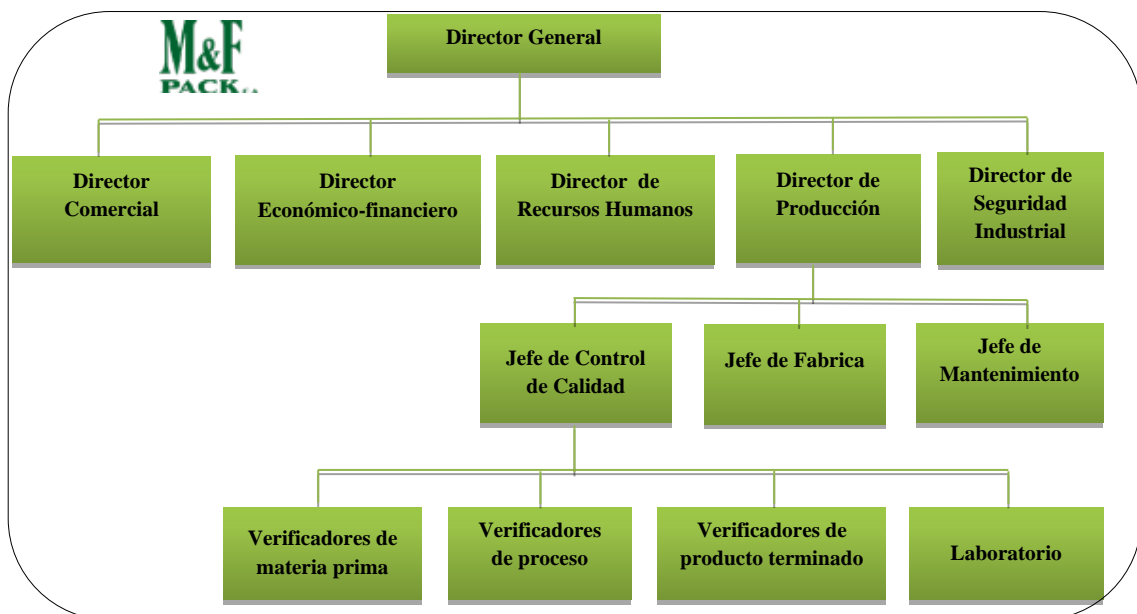 M&F
PACK
Director General
Director
Comercial
Director
Económico-financiero
Director de
Recursos Humanos
Director de
Producción
Director de
Seguridad
Industrial
Jefe de Control
de Calidad
Jefe de Fabrica
Jefe de
Mantenimiento
Verificadores de
materia prima
Verificadores
de proceso
Verificadores de
producto terminado
Laboratorio